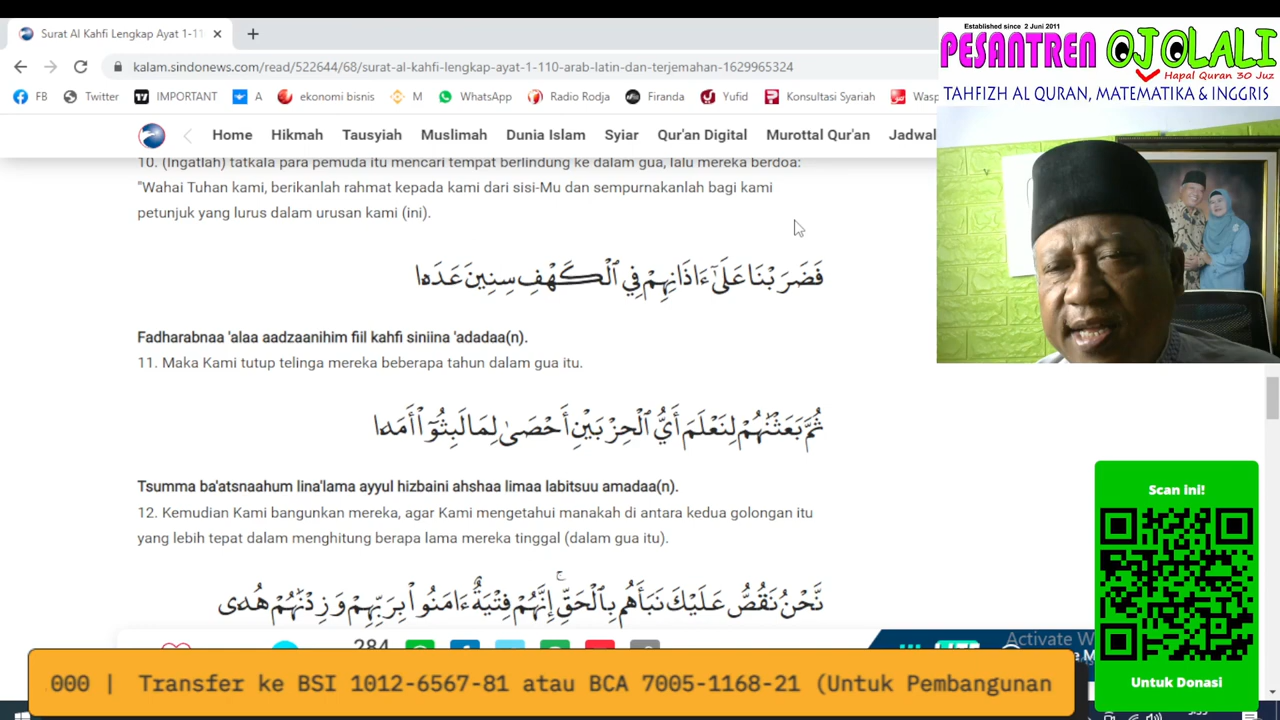 Surat Al Kahfi Lengkap Ayat 1-11
Established since 2 Juni 2011
PESANTREN OJOLALI
Hapal Quran 30 Juz
TAHFIZH AL QURAN, MATEMATIKA & INGGRIS
kalam.sindonews.co
522644/68/surat-al-kahfi-lengkap-ayat-1-110-arab-latin-dan-terjemahan-1629965324
FB Twitter IMPORTANT A ekonomi bisnis M WhatsApp Radio Rodja Firanda Yufid Konsultasi Syariah Wasp
Home Hikmah Tausyiah Muslimah Dunia Islam Syiar Qur'an Digital Murottal Qur'an Jadwal
10. (Ingatlah) tatkala para pemuda itu mencari tempat berlindung ke dalam gua, lalu mereka berdoa:
"Wahai Tuhan kami, berikanlah rahmat kepada kami dari sisi-Mu dan sempurnakanlah bagi kami
petunjuk yang lurus dalam urusan kami (ini).
فَضَرَبْنَا عَلَىٰٓ ءَاذَانِهِمْ فِي ٱلْكَهْفِ سِنِينَ عَدَدًا
Fadharabnaa 'alaa aadzaanihim fiil kahfi siniina 'adadaa(n).
11. Maka Kami tutup telinga mereka beberapa tahun dalam gua itu.
ثُمَّ بَعَثْنَٰهُمْ لِنَعْلَمَ أَيُّ ٱلْحِزْبَيْنِ أَحْصَىٰ لِمَا لَبِثُوٓا۟ أَمَدًا
Tsumma ba'atsnaahum lina'lama ayyul hizbaini ahshaa limaa labitsuu amadaa(n).
12. Kemudian Kami bangunkan mereka, agar Kami mengetahui manakah di antara kedua golongan itu
yang lebih tepat dalam menghitung berapa lama mereka tinggal (dalam gua itu).
نَّحْنُ نَقُصُّ عَلَيْكَ نَبَأَهُم بِٱلْحَقِّ ۚ إِنَّهُمْ فِتْيَةٌ ءَامَنُوا۟ بِرَبِّهِمْ وَزِدْنَٰهُمْ هُدًى
284
Activate W
Scan ini!
Untuk Donasi
.000 | Transfer ke BSI 1012-6567-81 atau BCA 7005-1168-21 (Untuk Pembangunan